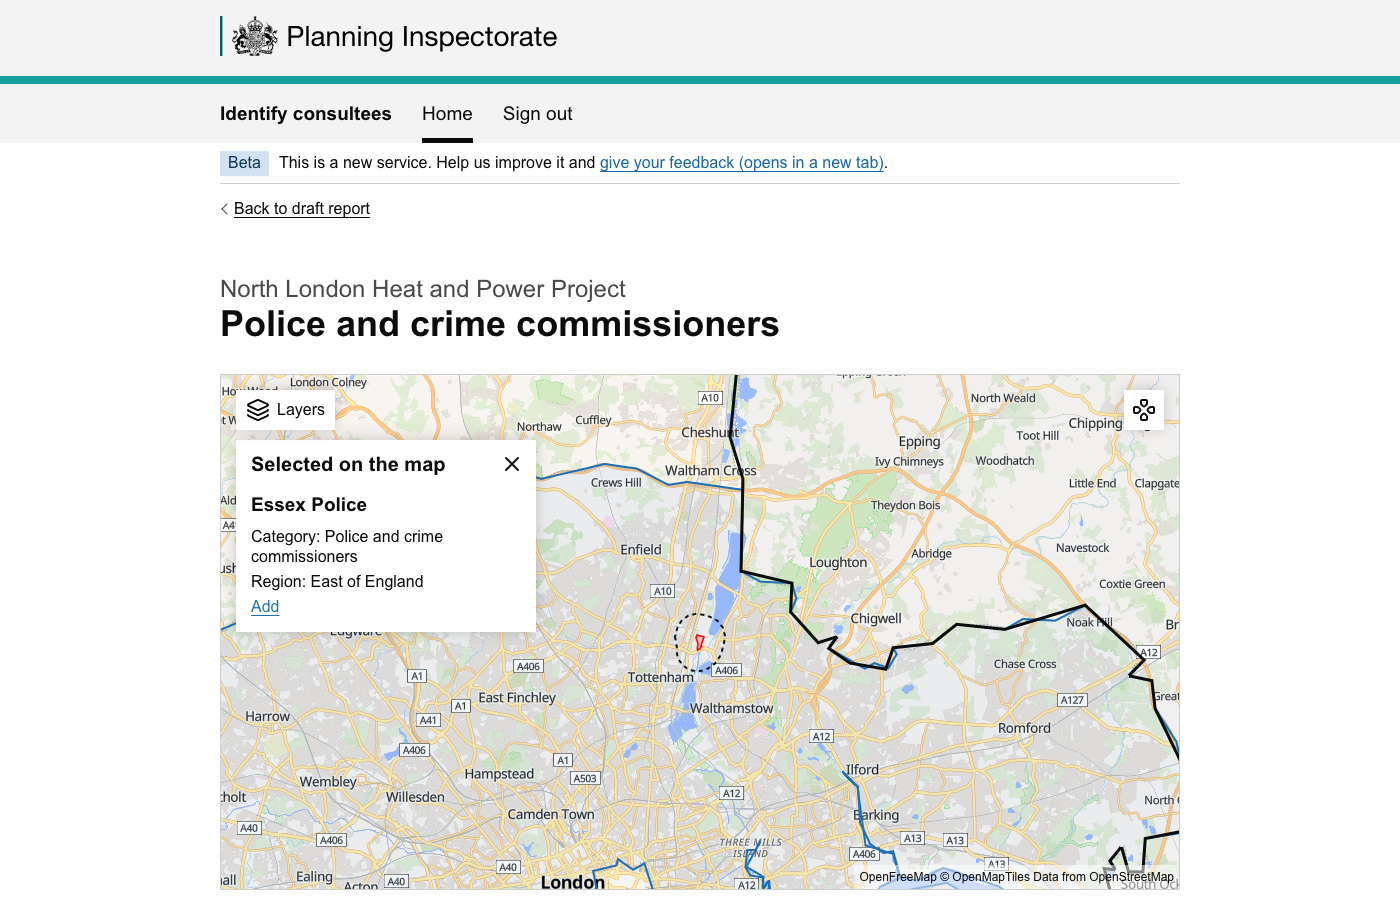 Planning Inspectorate
Identify consultees
Home
Sign out
Beta
This is a new service. Help us improve it and give your feedback (opens in a new tab).
Back to draft report
North London Heat and Power Project
Police and crime commissioners
London Colney
A10
North Weald
Layers
Cuffley
Northaw
Cheshunt
Chipping
Toot Hill
Epping
Selected on the map
Waltham Cross
Ivy Chimneys
Woodhatch
Crews Hill
Little End
Clapgate
Essex Police
Theydon Bois
Category: Police and crime
commissioners
Enfield
Abridge
Navestock
Loughton
Region: East of England
A10
Coxtie Green
Add
Chigwell
Noak Hill
Edgware
A12
A406
A406
Chase Cross
A1
Tottenham
East Finchley
A127
A1
Walthamstow
Harrow
A41
Romford
A12
A406
A1
Ilford
Hampstead
A503
Wembley
A12
Willesden
Camden Town
Barking
A40
A406
THREE MILLS
ISLAND
A13
A13
A406
A13
A40
Ealing
A40
Acton
London
A12
OpenFreeMap © OpenMapTiles Data from OpenStreetMap